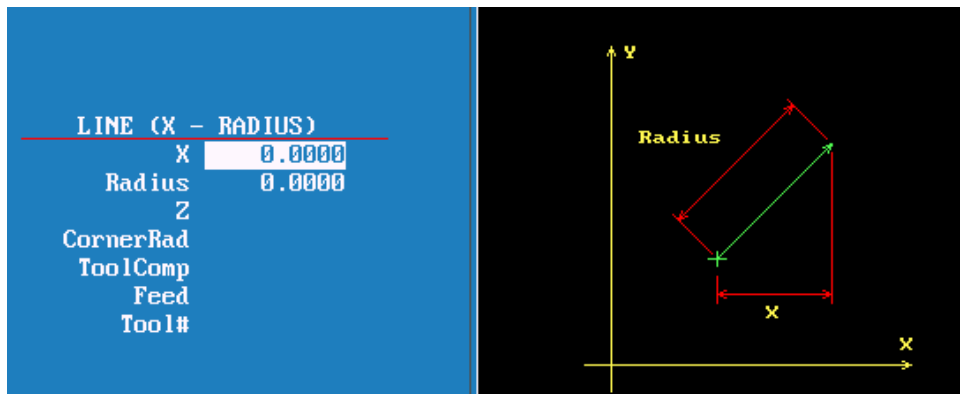 LINE (X - RADIUS)
X 0.0000
Radius 0.0000
Z
CornerRad
ToolComp
Feed
Tool#
Y
Radius
X
X